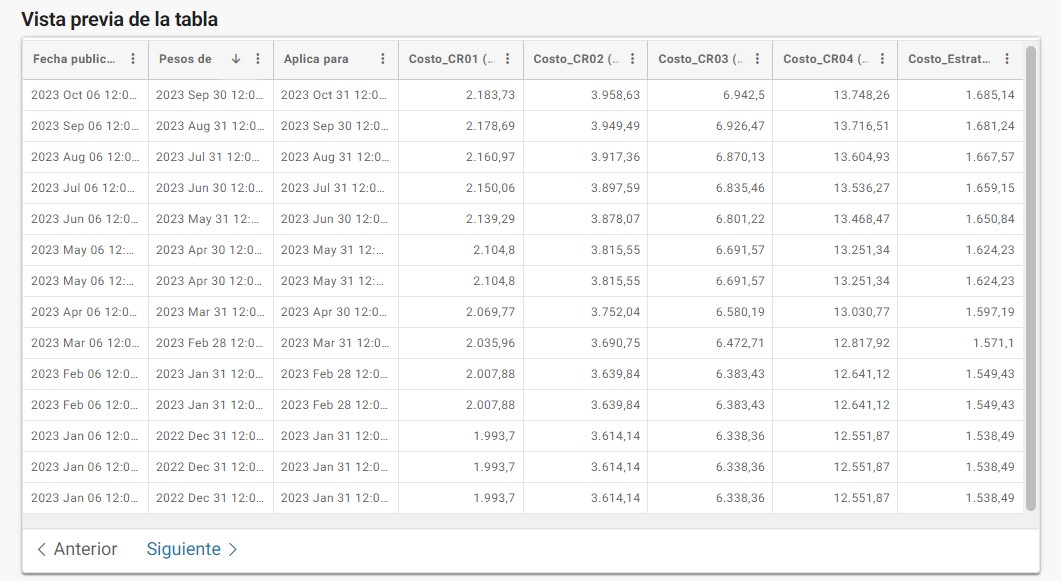 Vista previa de la tabla
Fecha public... Pesos de Aplica para Costo_CR01 (... Costo_CR02 (... Costo_CR03 (... Costo_CR04 (... Costo_Estrat...
2023 Oct 06 12:0... 2023 Sep 30 12:0... 2023 Oct 31 12:0... 2.183,73 3.958,63 6.942,5 13.748,26 1.685,14
2023 Sep 06 12:0... 2023 Aug 31 12:0... 2023 Sep 30 12:0... 2.178,69 3.949,49 6.926,47 13.716,51 1.681,24
2023 Aug 06 12:0... 2023 Jul 31 12:0... 2023 Aug 31 12:0... 2.160,97 3.917,36 6.870,13 13.604,93 1.667,57
2023 Jul 06 12:0... 2023 Jun 30 12:0... 2023 Jul 31 12:0... 2.150,06 3.897,59 6.835,46 13.536,27 1.659,15
2023 Jun 06 12:0... 2023 May 31 12:... 2023 Jun 30 12:0... 2.139,29 3.878,07 6.801,22 13.468,47 1.650,84
2023 May 06 12:... 2023 Apr 30 12:0... 2023 May 31 12:... 2.104,8 3.815,55 6.691,57 13.251,34 1.624,23
2023 May 06 12:... 2023 Apr 30 12:0... 2023 May 31 12:... 2.104,8 3.815,55 6.691,57 13.251,34 1.624,23
2023 Apr 06 12:0... 2023 Mar 31 12:0... 2023 Apr 30 12:0... 2.069,77 3.752,04 6.580,19 13.030,77 1.597,19
2023 Mar 06 12:0... 2023 Feb 28 12:0... 2023 Mar 31 12:0... 2.035,96 3.690,75 6.472,71 12.817,92 1.571,1
2023 Feb 06 12:0... 2023 Jan 31 12:0... 2023 Feb 28 12:0... 2.007,88 3.639,84 6.383,43 12.641,12 1.549,43
2023 Feb 06 12:0... 2023 Jan 31 12:0... 2023 Feb 28 12:0... 2.007,88 3.639,84 6.383,43 12.641,12 1.549,43
2023 Jan 06 12:0... 2022 Dec 31 12:0... 2023 Jan 31 12:0... 1.993,7 3.614,14 6.338,36 12.551,87 1.538,49
2023 Jan 06 12:0... 2022 Dec 31 12:0... 2023 Jan 31 12:0... 1.993,7 3.614,14 6.338,36 12.551,87 1.538,49
2023 Jan 06 12:0... 2022 Dec 31 12:0... 2023 Jan 31 12:0... 1.993,7 3.614,14 6.338,36 12.551,87 1.538,49
Anterior Siguiente